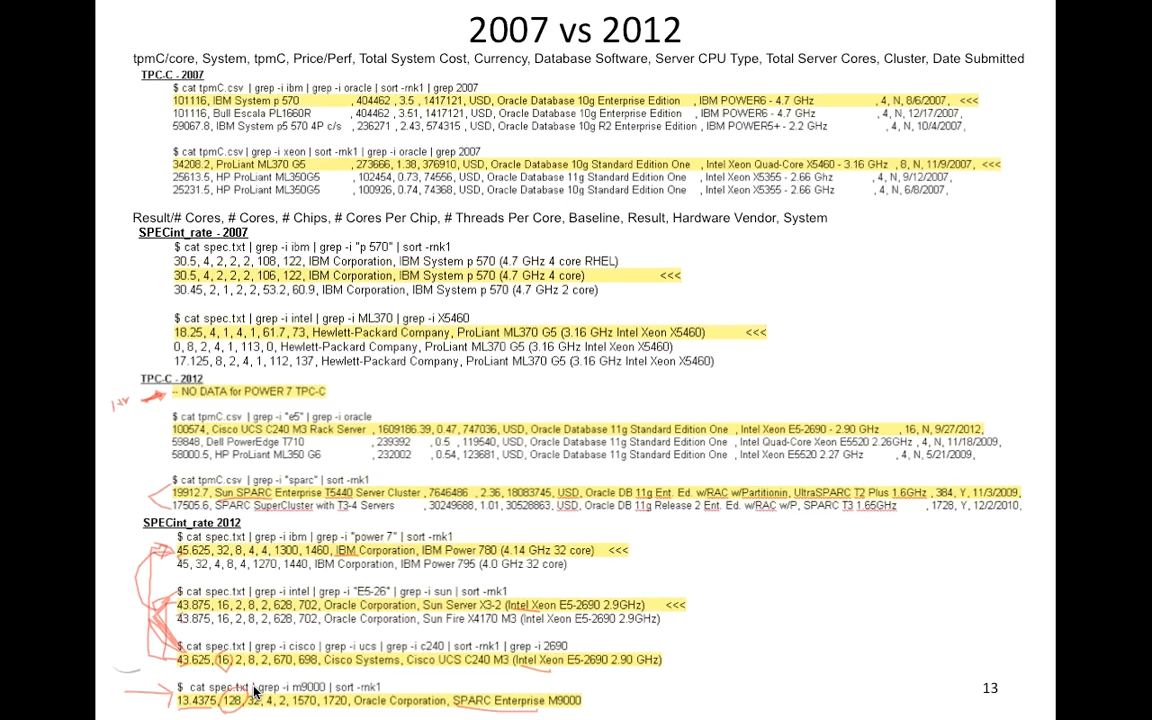 2007 vs 2012
tpmC/core, System, tpmC, Price/Perf, Total System Cost, Currency, Database Software, Server CPU Type, Total Server Cores, Cluster, Date Submitted
TPC-C - 2007
$ cat tpmC.csv | grep -i ibm | grep -i oracle | sort -rnk1 | grep 2007
101116, IBM System p 570 , 404462 , 3.5 , 1417121, USD, Oracle Database 10g Enterprise Edition , IBM POWER6 - 4.7 GHz , 4, N, 8/6/2007, <<<
101116, Bull Escala PL1660R , 404462 , 3.51, 1417121, USD, Oracle Database 10g Enterprise Edition , IBM POWER6 - 4.7 GHz , 4, N, 12/17/2007,
59067.8, IBM System p5 570 4P c/s , 236271 , 2.43, 574315 , USD, Oracle Database 10g R2 Enterprise Edition , IBM POWER5+ - 2.2 GHz , 4, N, 10/4/2007,
$ cat tpmC.csv | grep -i xeon | sort -rnk1 | grep -i oracle | grep 2007
34208.2, ProLiant ML370 G5 , 273666, 1.38, 376910, USD, Oracle Database 10g Standard Edition One , Intel Xeon Quad-Core X5460 - 3.16 GHz , 8, N, 11/9/2007, <<<
25613.5, HP ProLiant ML350G5 , 102454, 0.73, 74556, USD, Oracle Database 11g Standard Edition One , Intel Xeon X5355 - 2.66 Ghz , 4, N, 9/12/2007,
25231.5, HP ProLiant ML350G5 , 100926, 0.74, 74368, USD, Oracle Database 10g Standard Edition One , Intel Xeon X5355 - 2.66 Ghz , 4, N, 6/8/2007,
Result/# Cores, # Cores, # Chips, # Cores Per Chip, # Threads Per Core, Baseline, Result, Hardware Vendor, System
SPECint_rate - 2007
$ cat spec.txt | grep -i ibm | grep -i "p 570" | sort -rnk1
30.5, 4, 2, 2, 2, 108, 122, IBM Corporation, IBM System p 570 (4.7 GHz 4 core RHEL)
30.5, 4, 2, 2, 2, 106, 122, IBM Corporation, IBM System p 570 (4.7 GHz 4 core) <<<
30.45, 2, 1, 2, 2, 53.2, 60.9, IBM Corporation, IBM System p 570 (4.7 GHz 2 core)
$ cat spec.txt | grep -i intel | grep -i ML370 | grep -i X5460
18.25, 4, 1, 4, 1, 61.7, 73, Hewlett-Packard Company, ProLiant ML370 G5 (3.16 GHz Intel Xeon X5460) <<<
0, 8, 2, 4, 1, 113, 0, Hewlett-Packard Company, ProLiant ML370 G5 (3.16 GHz Intel Xeon X5460)
17.125, 8, 2, 4, 1, 112, 137, Hewlett-Packard Company, ProLiant ML370 G5 (3.16 GHz Intel Xeon X5460)
TPC-C - 2012
-- NO DATA for POWER 7 TPC-C
$ cat tpmC.csv | grep -i "e5" | grep -i oracle
100574, Cisco UCS C240 M3 Rack Server , 1609186.39, 0.47, 747036, USD, Oracle Database 11g Standard Edition One , Intel Xeon E5-2690 - 2.90 GHz , 16, N, 9/27/2012,
59848, Dell PowerEdge T710 , 239392 , 0.5 , 119540, USD, Oracle Database 11g Standard Edition One , Intel Quad-Core Xeon E5520 2.26GHz , 4, N, 11/18/2009,
58000.5, HP ProLiant ML350 G6 , 232002 , 0.54, 123681, USD, Oracle Database 11g Standard Edition One , Intel Xeon E5520 2.27 GHz , 4, N, 5/21/2009,
$ cat tpmC.csv | grep -i "sparc" | sort -rnk1
19912.7, Sun SPARC Enterprise T5440 Server Cluster , 7646486 , 2.36, 18083745, USD, Oracle DB 11g Ent. Ed. w/RAC w/Partitionin, UltraSPARC T2 Plus 1.6GHz , 384, Y, 11/3/2009,
17505.6, SPARC SuperCluster with T3-4 Servers , 30249688, 1.01, 30528863, USD, Oracle DB 11g Release 2 Ent. Ed. w/RAC w/P, SPARC T3 1.65GHz , 1728, Y, 12/2/2010,
SPECint_rate 2012
$ cat spec.txt | grep -i ibm | grep -i "power 7" | sort -rnk1
45.625, 32, 8, 4, 4, 1300, 1460, IBM Corporation, IBM Power 780 (4.14 GHz 32 core) <<<
45, 32, 4, 8, 4, 1270, 1440, IBM Corporation, IBM Power 795 (4.0 GHz 32 core)
$ cat spec.txt | grep -i intel | grep -i "E5-26" | grep -i sun | sort -rnk1
43.875, 16, 2, 8, 2, 628, 702, Oracle Corporation, Sun Server X3-2 (Intel Xeon E5-2690 2.9GHz) <<<
43.875, 16, 2, 8, 2, 628, 702, Oracle Corporation, Sun Fire X4170 M3 (Intel Xeon E5-2690 2.9GHz)
$ cat spec.txt | grep -i cisco | grep -i ucs | grep -i c240 | sort -rnk1 | grep -i 2690
43.625, 16, 2, 8, 2, 670, 698, Cisco Systems, Cisco UCS C240 M3 (Intel Xeon E5-2690 2.90 GHz)
$ cat spec.txt | grep -i m9000 | sort -rnk1
13.4375, 128, 32, 4, 2, 1570, 1720, Oracle Corporation, SPARC Enterprise M9000
13